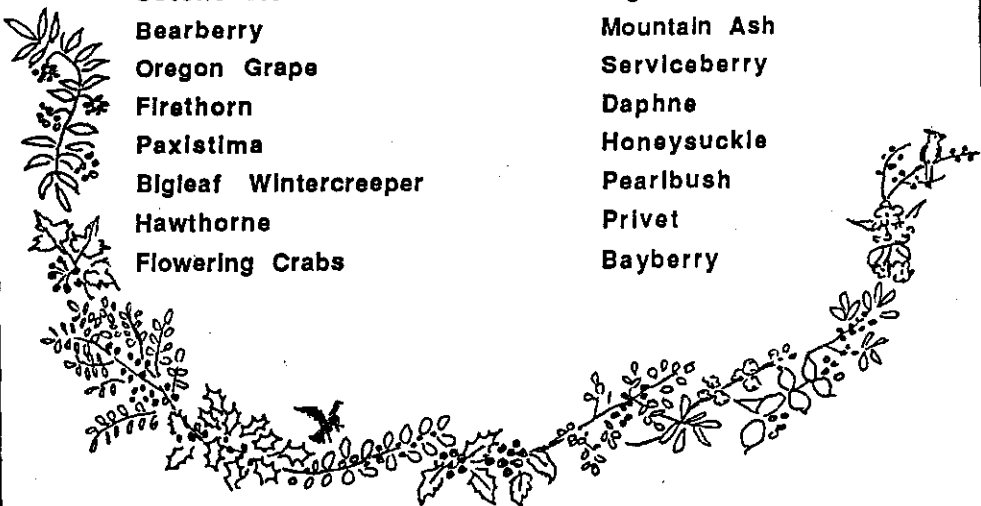 Bearberry
Oregon Grape
Firethorn
Paxistima
Bigleaf Wintercreeper
Hawthorne
Flowering Crabs
Mountain Ash
Serviceberry
Daphne
Honeysuckle
Pearlbush
Privet
Bayberry